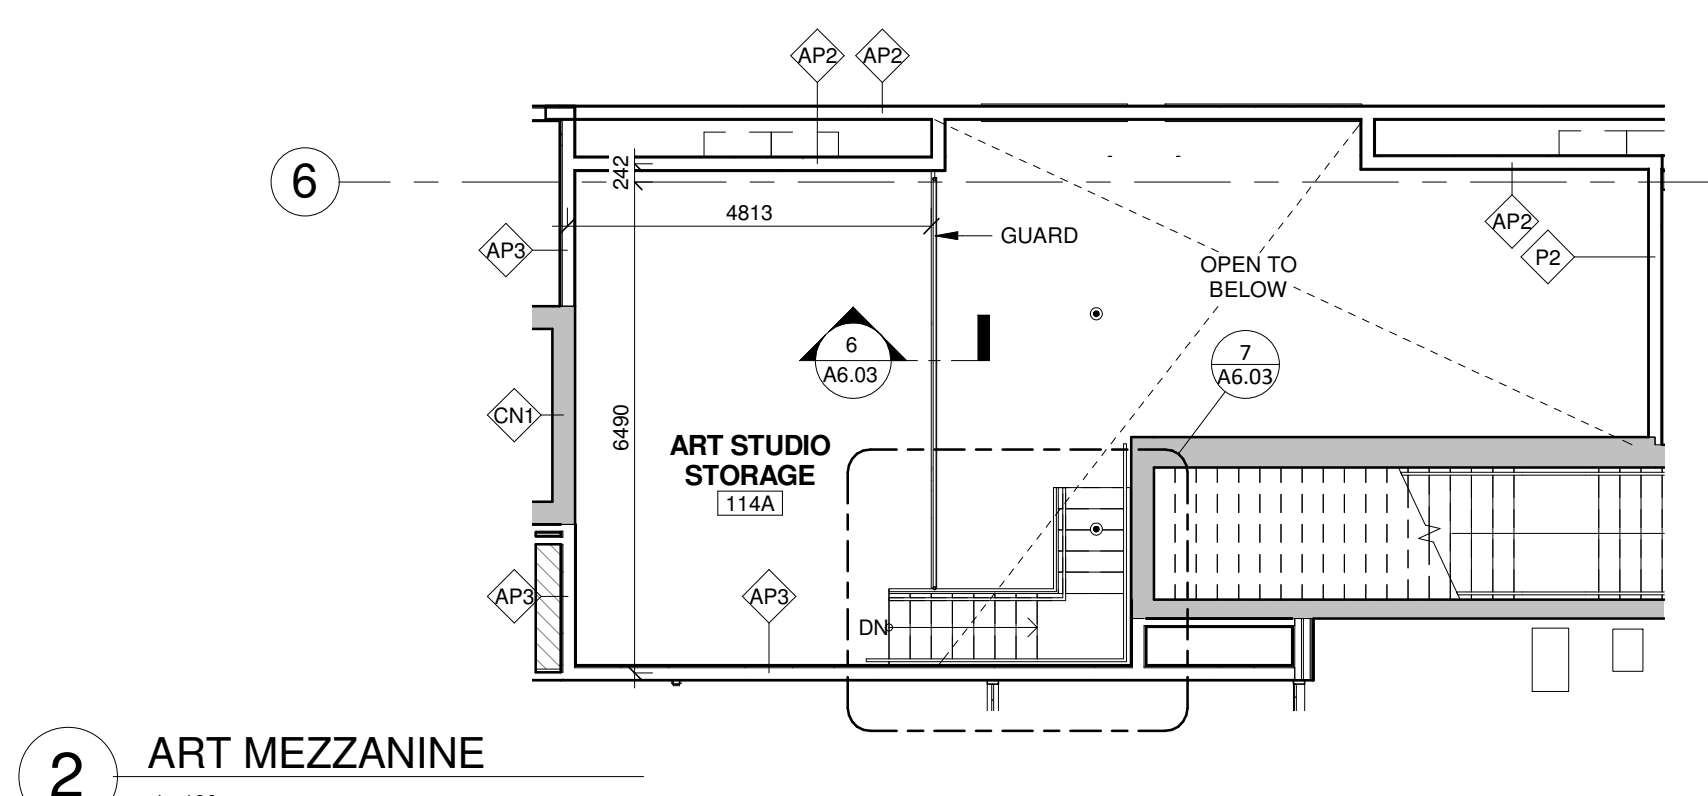 AP2 AP2
6
242
4813
AP3
GUARD
AP2
P2
OPEN TO
BELOW
6
A6.03
7
A6.03
CN1
6490
ART STUDIO
STORAGE
114A
AP3
AP3
DN
2
ART MEZZANINE